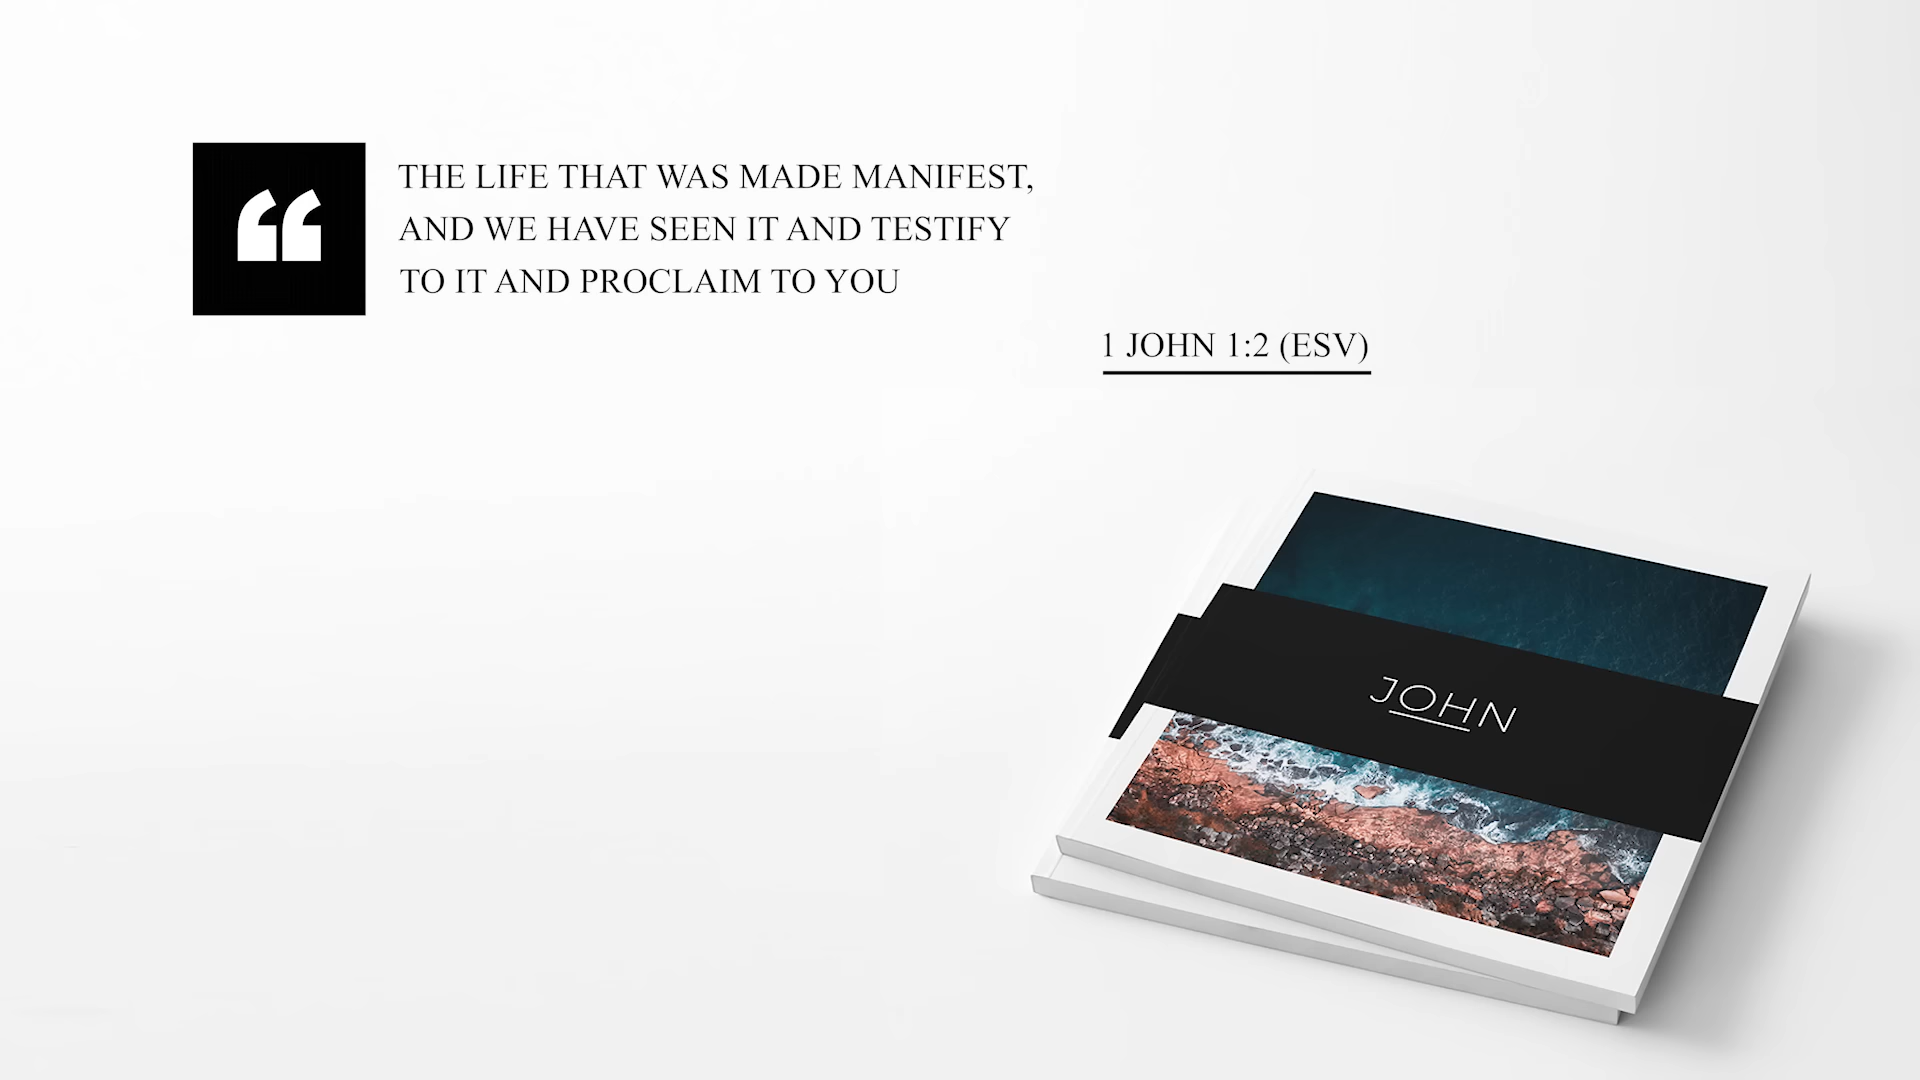 THE LIFE THAT WAS MADE MANIFEST,
AND WE HAVE SEEN IT AND TESTIFY
TO IT AND PROCLAIM TO YOU
1 JOHN 1:2 (ESV)
JOHN